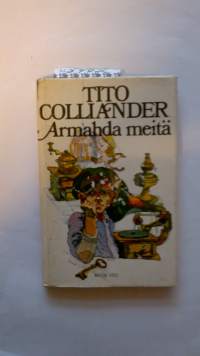 TITO
COLLIANDER
Armahda meitä